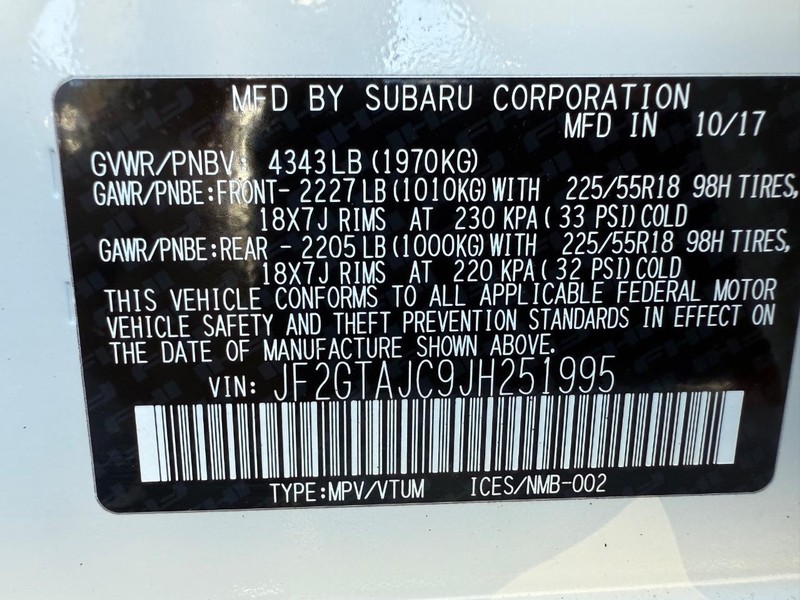 MFD BY SUBARU CORPORATION
MFD IN 10/17
GVWR/PNBV: 4343LB (1970KG)
GAWR/PNBE:FRONT- 2227LB(1010KG)WITH 225/55R18 98H TIRES,
18X7J RIMS AT 230 KPA ( 33 PSI) COLD
GAWR/PNBE:REAR - 2205LB(1000KG)WITH 225/55R18 98H TIRES,
18X7J RIMS AT 220 KPA ( 32 PSI) COLD
THIS VEHICLE CONFORMS TO ALL APPLICABLE FEDERAL MOTOR
VEHICLE SAFETY AND THEFT PREVENTION STANDARDS IN EFFECT ON
THE DATE OF MANUFACTURE SHOWN ABOVE.
VIN: JF2GTAJC9JH251995
TYPE:MPV/VTUM ICES/NMB-002